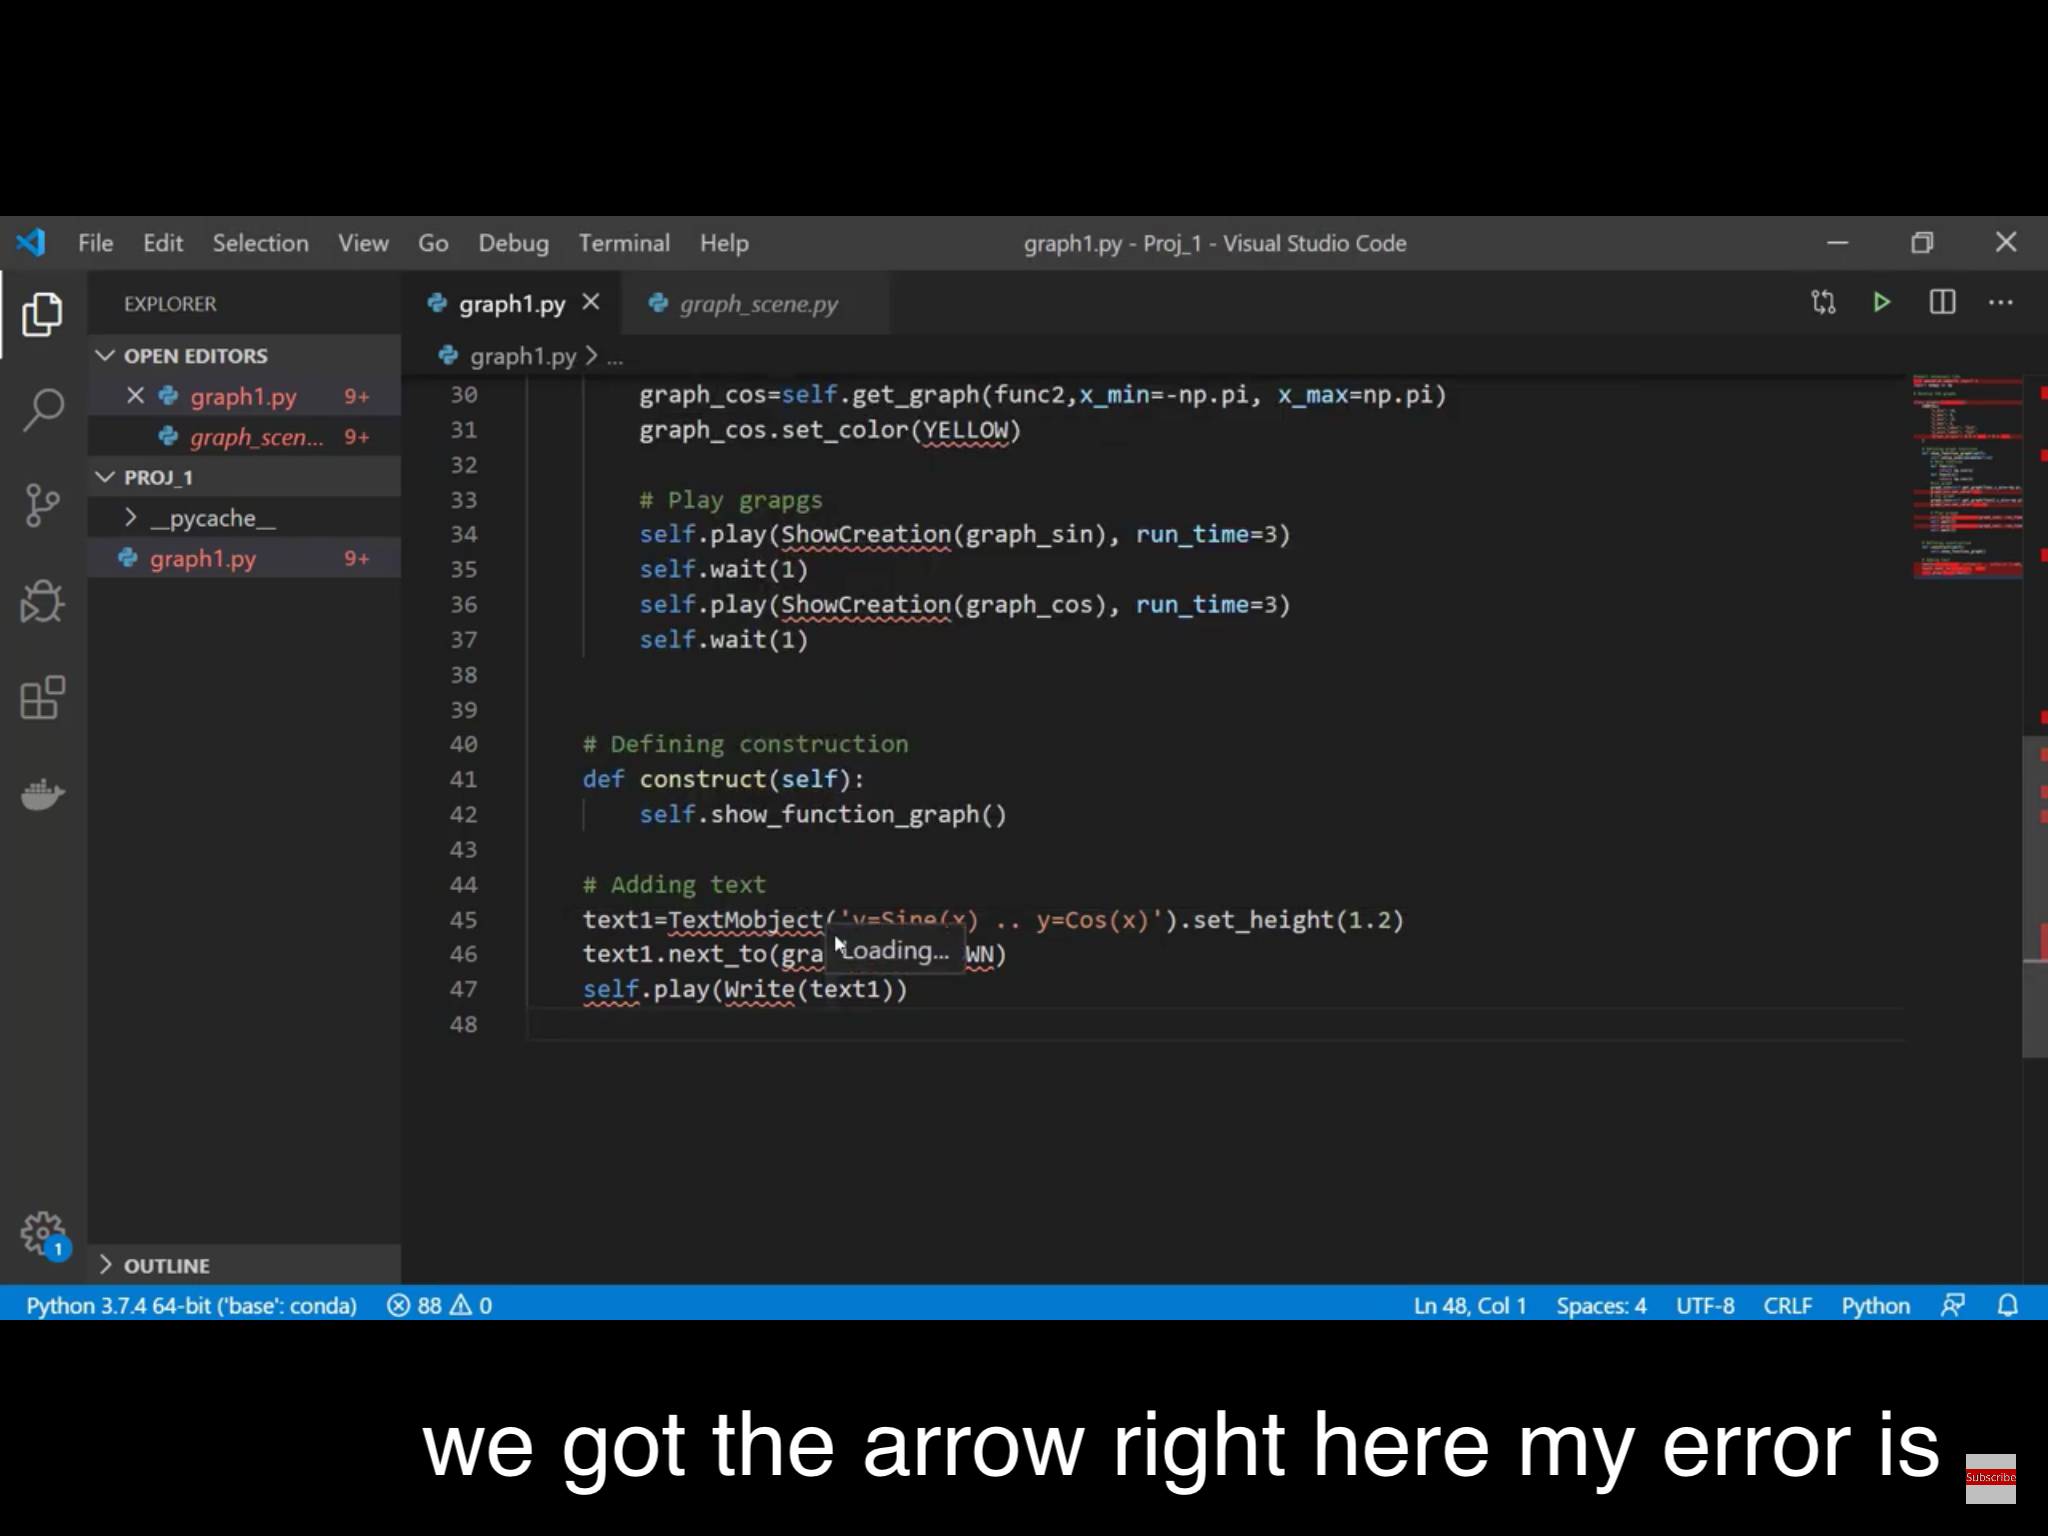 File Edit Selection View Go Debug Terminal Help
graph1.py - Proj_1 - Visual Studio Code
EXPLORER
OPEN EDITORS
graph1.py 9+
graph_scen... 9+
PROJ_1
__pycache__
graph1.py 9+
OUTLINE
graph1.py
graph_scene.py
graph1.py > ...
30 graph_cos=self.get_graph(func2,x_min=-np.pi, x_max=np.pi)
31 graph_cos.set_color(YELLOW)
32
33 # Play grapgs
34 self.play(ShowCreation(graph_sin), run_time=3)
35 self.wait(1)
36 self.play(ShowCreation(graph_cos), run_time=3)
37 self.wait(1)
38
39
40 # Defining construction
41 def construct(self):
42 self.show_function_graph()
43
44 # Adding text
45 text1=TextMobject('y=Sine(x) .. y=Cos(x)').set_height(1.2)
46 text1.next_to(gra Loading... WN)
47 self.play(Write(text1))
48
1
Python 3.7.4 64-bit ('base': conda) 88 0
Ln 48, Col 1 Spaces: 4 UTF-8 CRLF Python
we got the arrow right here my error is
Subscribe